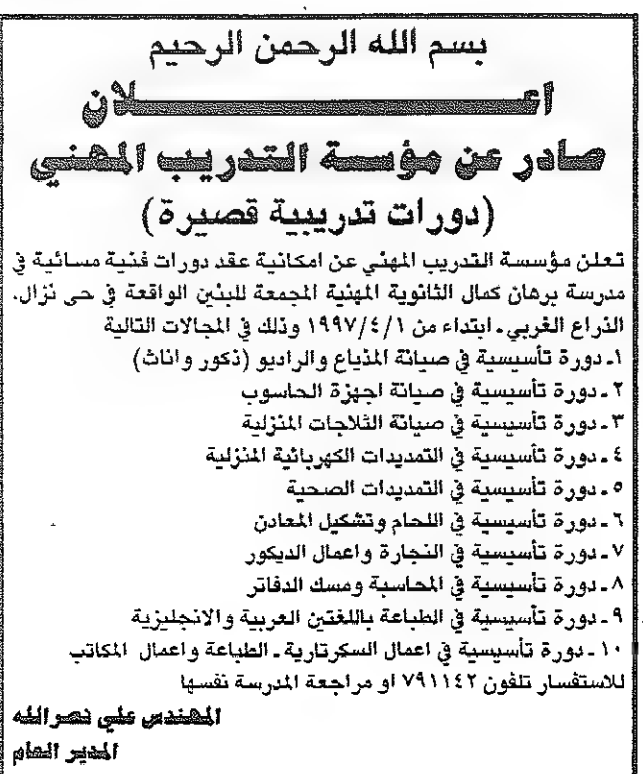 بسم الله الرحمن الرحيم
اعـــــــلان
صادر عن مؤسسة التدريب المهني
(دورات تدريبية قصيرة)
تعلن مؤسسة التدريب المهني عن امكانية عقد دورات فنية مسائية في
مدرسة برهان كمال الثانوية المهنية المجمعة للبنين الواقعة في حي نزال.
الذراع الغربي. ابتداء من ١٩٩٧/٤/١ وذلك في المجالات التالية
١ـ دورة تأسيسية في صيانة المذياع والراديو (ذكور واناث)
٢ ـ دورة تأسيسية في صيانة اجهزة الحاسوب
٣ ـ دورة تأسيسية في صيانة الثلاجات المنزلية
٤ ـ دورة تأسيسية في التمديدات الكهربائية المنزلية
٥ ـ دورة تأسيسية في التمديدات الصحية
٦ ـ دورة تأسيسية في اللحام وتشكيل المعادن
٧ ـ دورة تأسيسية في النجارة واعمال الديكور
٨ ـ دورة تأسيسية في المحاسبة ومسك الدفاتر
٩ ـ دورة تأسيسية في الطباعة باللغتين العربية والانجليزية
١٠ ـ دورة تأسيسية في اعمال السكرتارية ـ الطباعة واعمال المكاتب
للاستفسار تلفون ٧٩١١٤٢ او مراجعة المدرسة نفسها
المهندس علي نصرالله
المدير العام